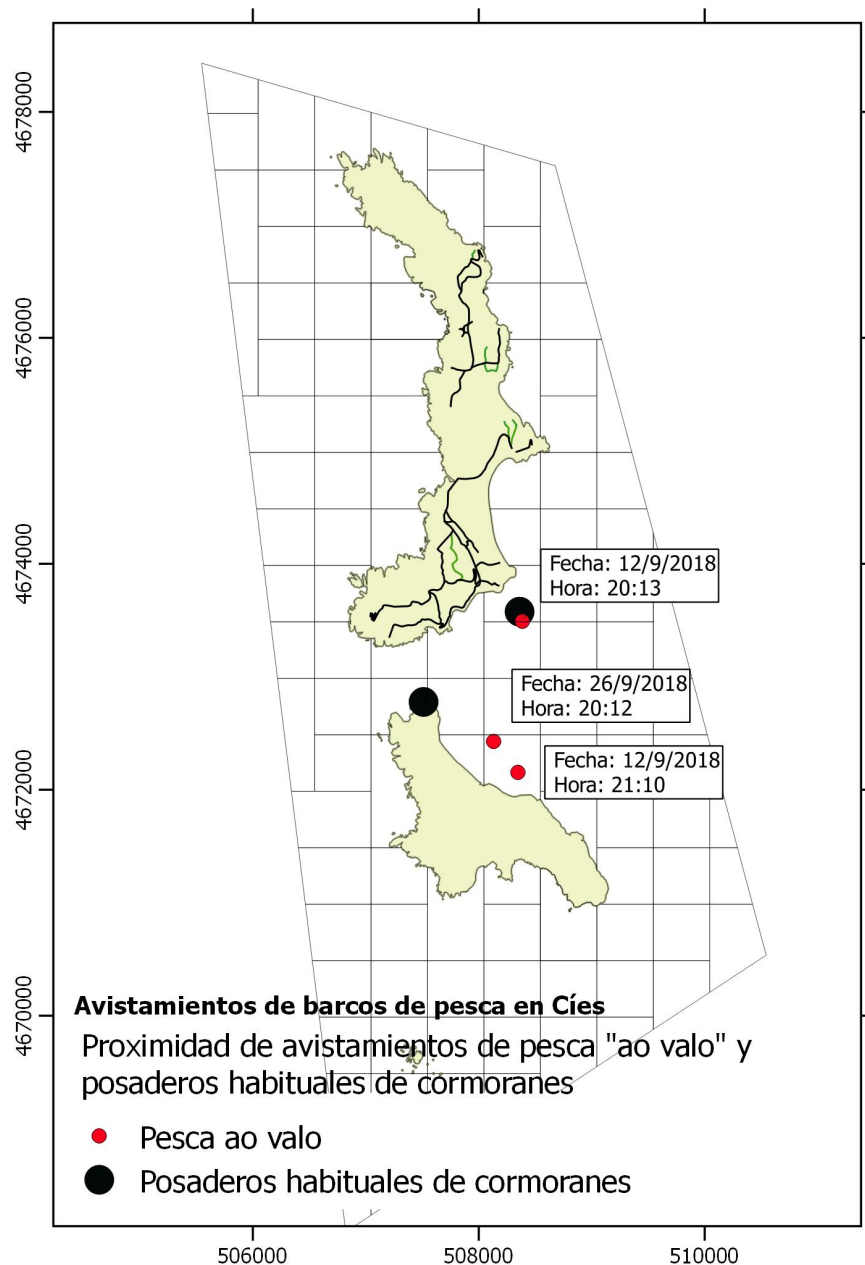 4678000
4676000
4674000
4672000
4670000
Fecha: 12/9/2018
Hora: 20:13
Fecha: 26/9/2018
Hora: 20:12
Fecha: 12/9/2018
Hora: 21:10
Avistamientos de barcos de pesca en Cíes
Proximidad de avistamientos de pesca "ao valo" y
posaderos habituales de cormoranes
Pesca ao valo
Posaderos habituales de cormoranes
506000
508000
510000